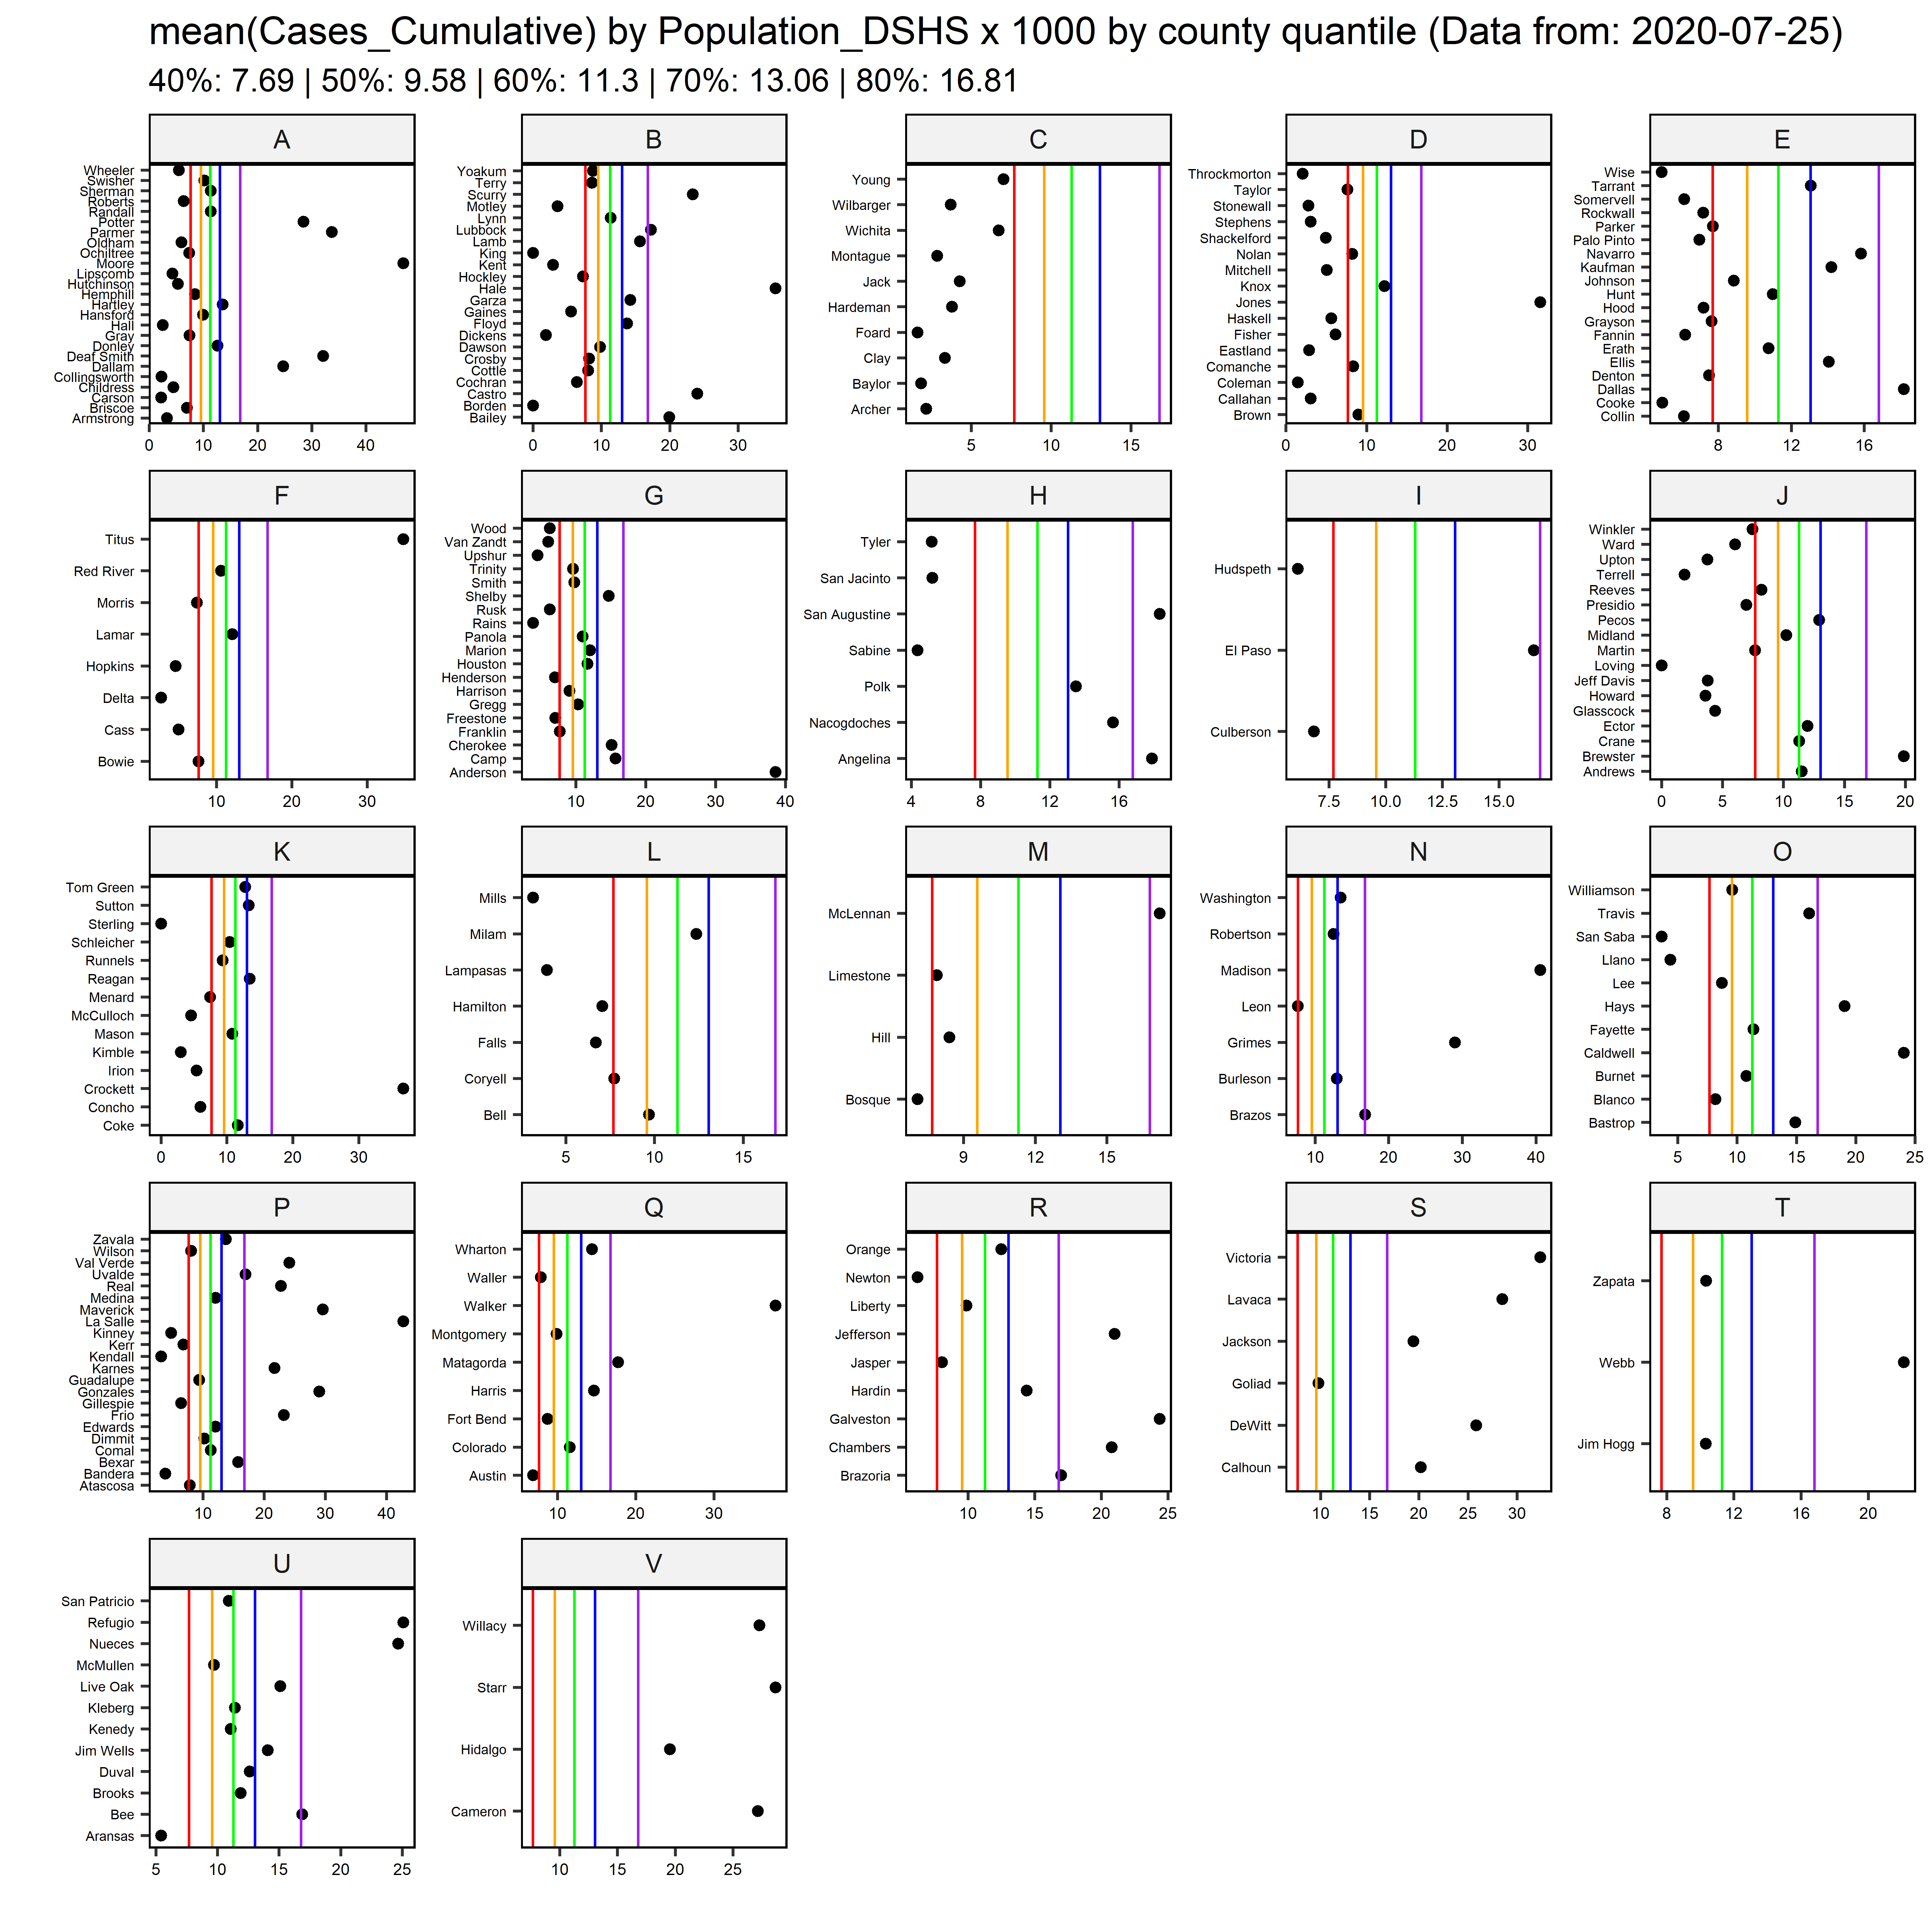 mean(Cases_Cumulative) by Population_DSHS x 1000 by county quantile (Data from: 2020-07-25)
40%: 7.69 | 50%: 9.58 | 60%: 11.3 | 70%: 13.06 | 80%: 16.81
A
Wheeler
Swisher
Sherman
Roberts
Randall
Potter
Parmer
Oldham
Ochiltree
Moore
Lipscomb
Hutchinson
Hemphill
Hartley
Hansford
Hall
Gray
Donley
Deaf Smith
Dallam
Collingsworth
Childress
Carson
Briscoe
Armstrong
0 10 20 30 40
B
Yoakum
Terry
Scurry
Motley
Lynn
Lubbock
Lamb
King
Kent
Hockley
Hale
Garza
Gaines
Floyd
Dickens
Dawson
Crosby
Cottle
Cochran
Castro
Borden
Bailey
0 10 20 30
C
Young
Wilbarger
Wichita
Montague
Jack
Hardeman
Foard
Clay
Baylor
Archer
5 10 15
D
Throckmorton
Taylor
Stonewall
Stephens
Shackelford
Nolan
Mitchell
Knox
Jones
Haskell
Fisher
Eastland
Comanche
Coleman
Callahan
Brown
0 10 20 30
E
Wise
Tarrant
Somervell
Rockwall
Parker
Palo Pinto
Navarro
Kaufman
Johnson
Hunt
Hood
Grayson
Fannin
Erath
Ellis
Denton
Dallas
Cooke
Collin
8 12 16
F
Titus
Red River
Morris
Lamar
Hopkins
Delta
Cass
Bowie
10 20 30
G
Wood
Van Zandt
Upshur
Trinity
Smith
Shelby
Rusk
Rains
Panola
Marion
Houston
Henderson
Harrison
Gregg
Freestone
Franklin
Cherokee
Camp
Anderson
10 20 30 40
H
Tyler
San Jacinto
San Augustine
Sabine
Polk
Nacogdoches
Angelina
4 8 12 16
I
Hudspeth
El Paso
Culberson
7.5 10.0 12.5 15.0
J
Winkler
Ward
Upton
Terrell
Reeves
Presidio
Pecos
Midland
Martin
Loving
Jeff Davis
Howard
Glasscock
Ector
Crane
Brewster
Andrews
0 5 10 15 20
K
Tom Green
Sutton
Sterling
Schleicher
Runnels
Reagan
Menard
McCulloch
Mason
Kimble
Irion
Crockett
Concho
Coke
0 10 20 30
L
Mills
Milam
Lampasas
Hamilton
Falls
Coryell
Bell
5 10 15
M
McLennan
Limestone
Hill
Bosque
9 12 15
N
Washington
Robertson
Madison
Leon
Grimes
Burleson
Brazos
10 20 30 40
O
Williamson
Travis
San Saba
Llano
Lee
Hays
Fayette
Caldwell
Burnet
Blanco
Bastrop
5 10 15 20 25
P
Zavala
Wilson
Val Verde
Uvalde
Real
Medina
Maverick
La Salle
Kinney
Kerr
Kendall
Karnes
Guadalupe
Gonzales
Gillespie
Frio
Edwards
Dimmit
Comal
Bexar
Bandera
Atascosa
10 20 30 40
Q
Wharton
Waller
Walker
Montgomery
Matagorda
Harris
Fort Bend
Colorado
Austin
10 20 30
R
Orange
Newton
Liberty
Jefferson
Jasper
Hardin
Galveston
Chambers
Brazoria
10 15 20 25
S
Victoria
Lavaca
Jackson
Goliad
DeWitt
Calhoun
10 15 20 25 30
T
Zapata
Webb
Jim Hogg
8 12 16 20
U
San Patricio
Refugio
Nueces
McMullen
Live Oak
Kleberg
Kenedy
Jim Wells
Duval
Brooks
Bee
Aransas
5 10 15 20 25
V
Willacy
Starr
Hidalgo
Cameron
10 15 20 25